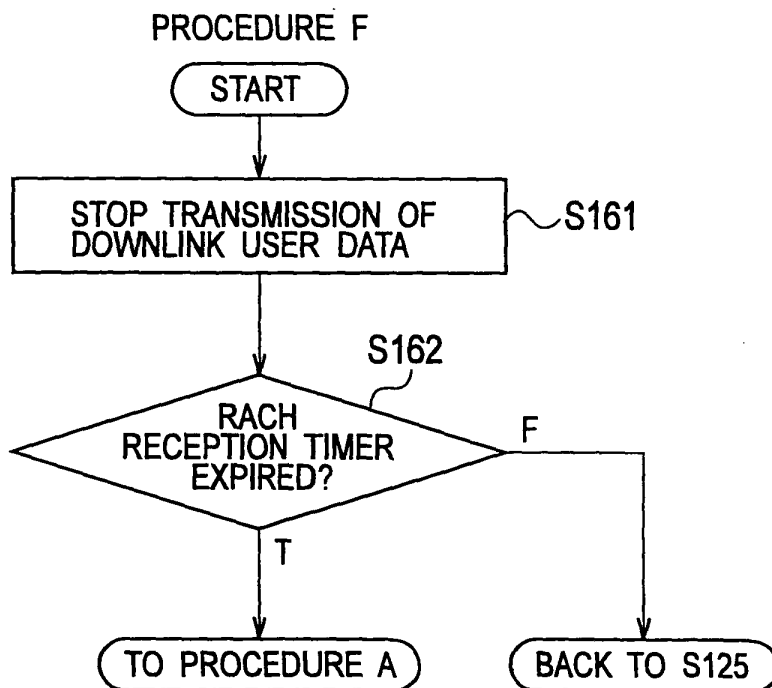 PROCEDURE F
START
STOP TRANSMISSION OF
DOWNLINK USER DATA
S161
S162
RACH
RECEPTION TIMER
EXPIRED?
F
T
TO PROCEDURE A
BACK TO S125